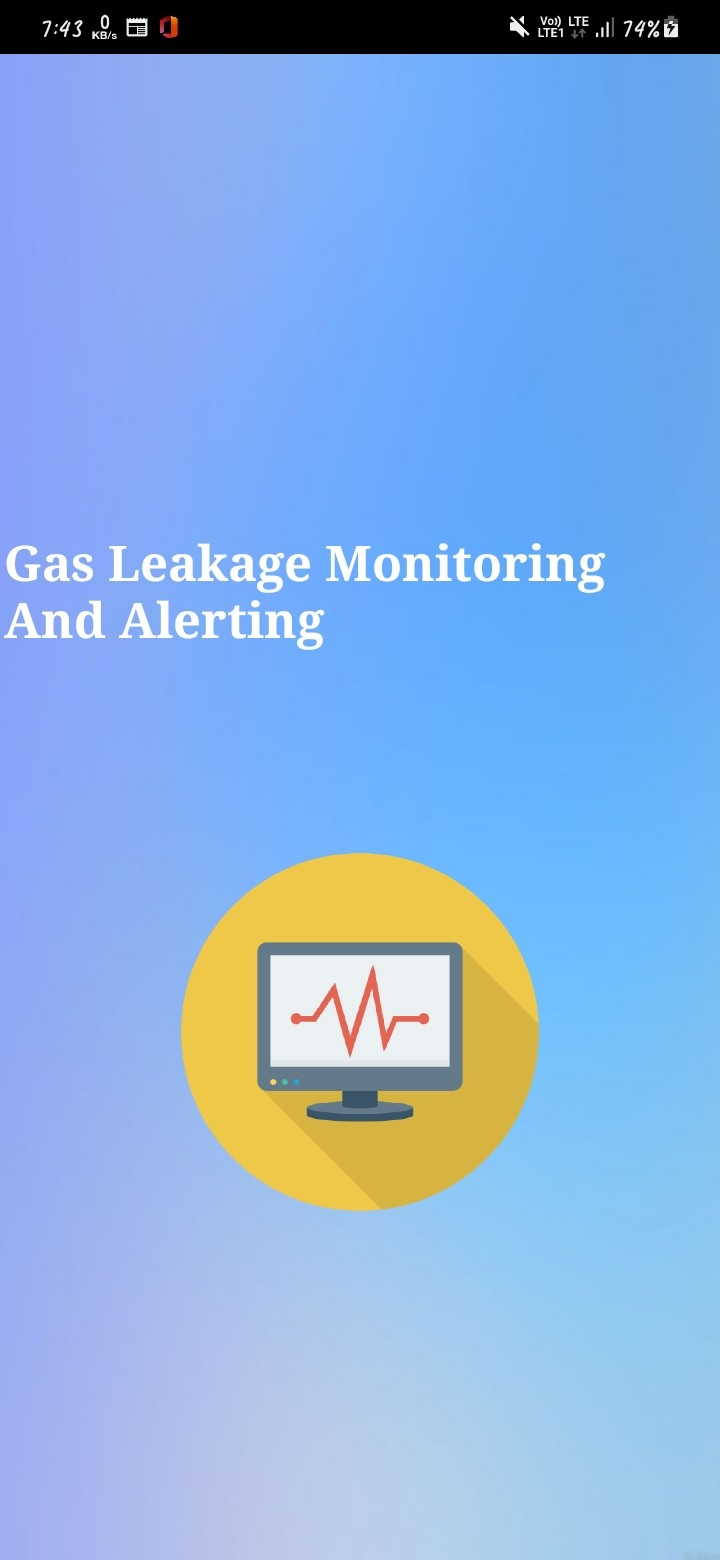 7:43 0 KB/s Vo)) LTE LTE1 74%
Gas Leakage Monitoring
And Alerting